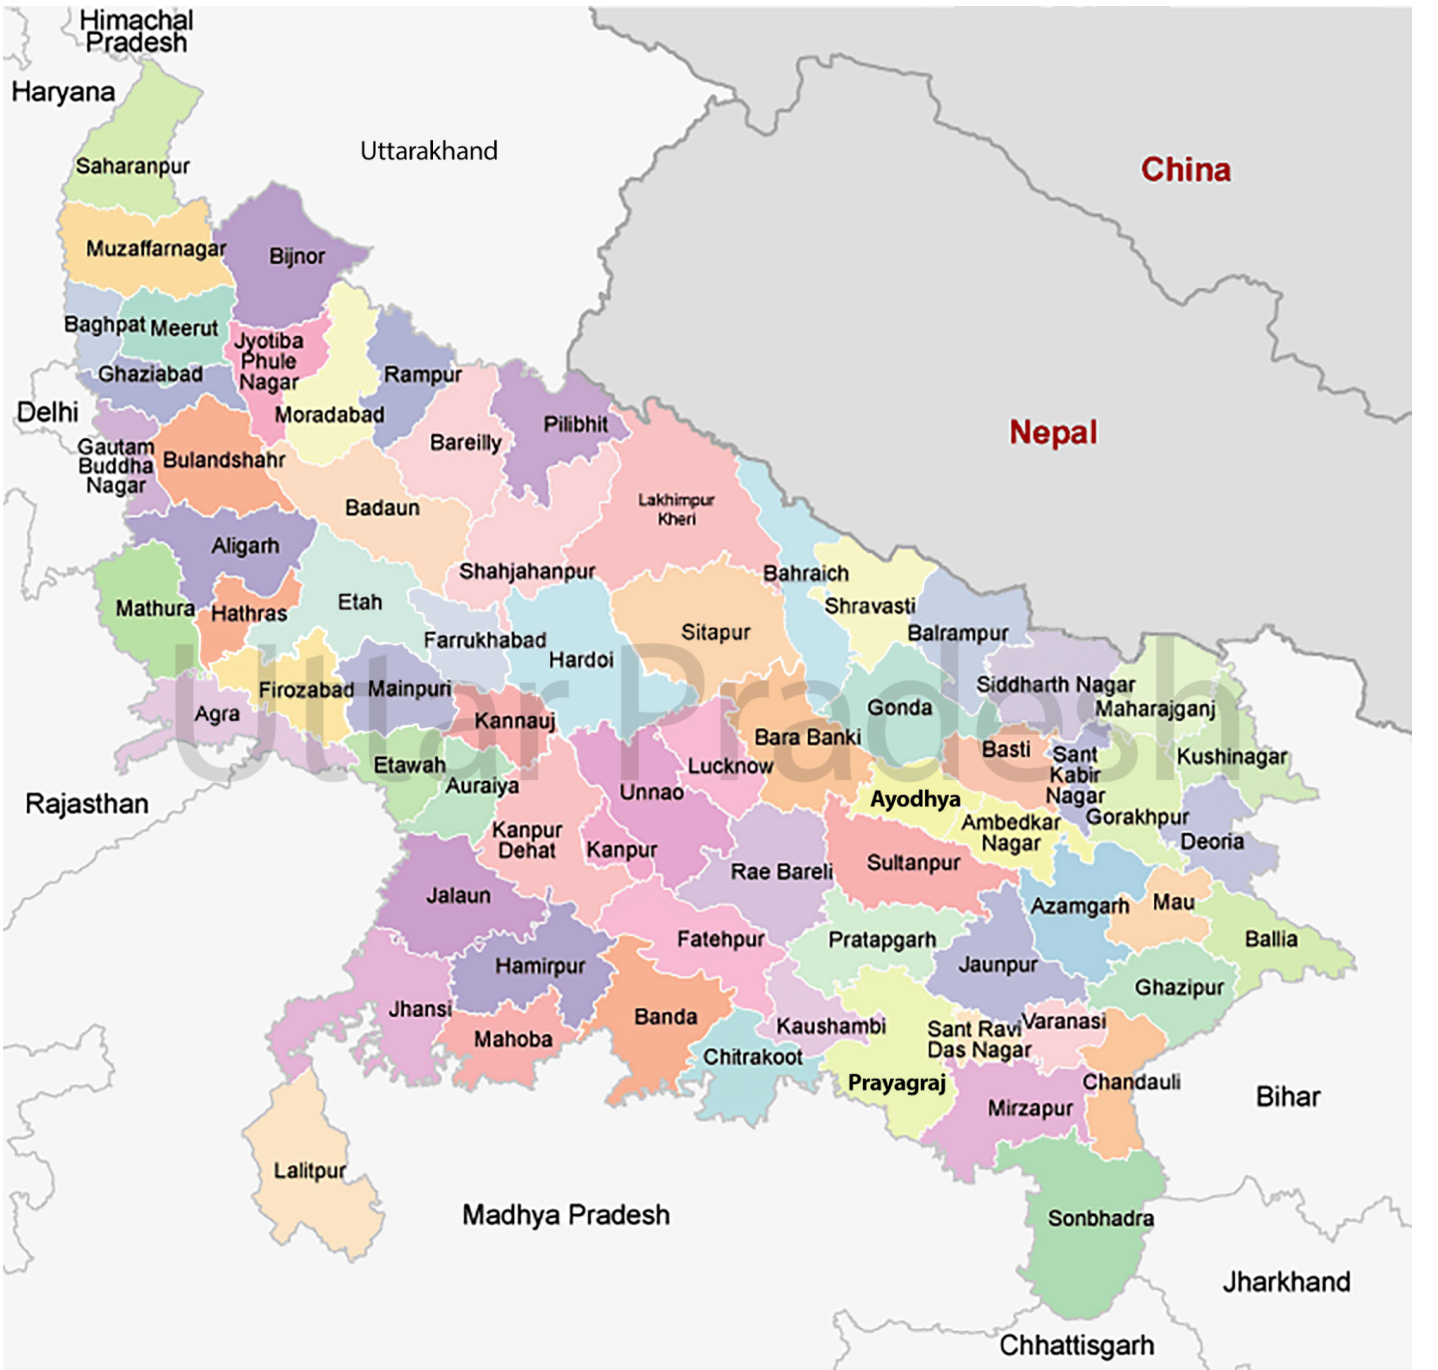 Himachal
Pradesh
Haryana
Uttarakhand
China
Saharanpur
Muzaffarnagar
Bijnor
Baghpat
Meerut
Jyotiba
Phule
Nagar
Ghaziabad
Rampur
Delhi
Moradabad
Pilibhit
Nepal
Gautam
Buddha
Nagar
Bulandshahr
Bareilly
Badaun
Lakhimpur
Kheri
Aligarh
Shahjahanpur
Bahraich
Mathura
Hathras
Etah
Shravasti
Farrukhabad
Sitapur
Balrampur
Hardoi
Uttar Pradesh
Agra
Firozabad
Mainpuri
Siddharth Nagar
Maharajganj
Kannauj
Gonda
Bara Banki
Basti
Sant
Kabir
Nagar
Kushinagar
Etawah
Auraiya
Lucknow
Unnao
Rajasthan
Ayodhya
Ambedkar
Nagar
Gorakhpur
Deoria
Kanpur
Dehat
Kanpur
Rae Bareli
Sultanpur
Jalaun
Azamgarh
Mau
Fatehpur
Pratapgarh
Ballia
Hamirpur
Jaunpur
Ghazipur
Jhansi
Banda
Kaushambi
Sant Ravi
Das Nagar
Varanasi
Mahoba
Chitrakoot
Prayagraj
Chandauli
Mirzapur
Bihar
Lalitpur
Madhya Pradesh
Sonbhadra
Jharkhand
Chhattisgarh